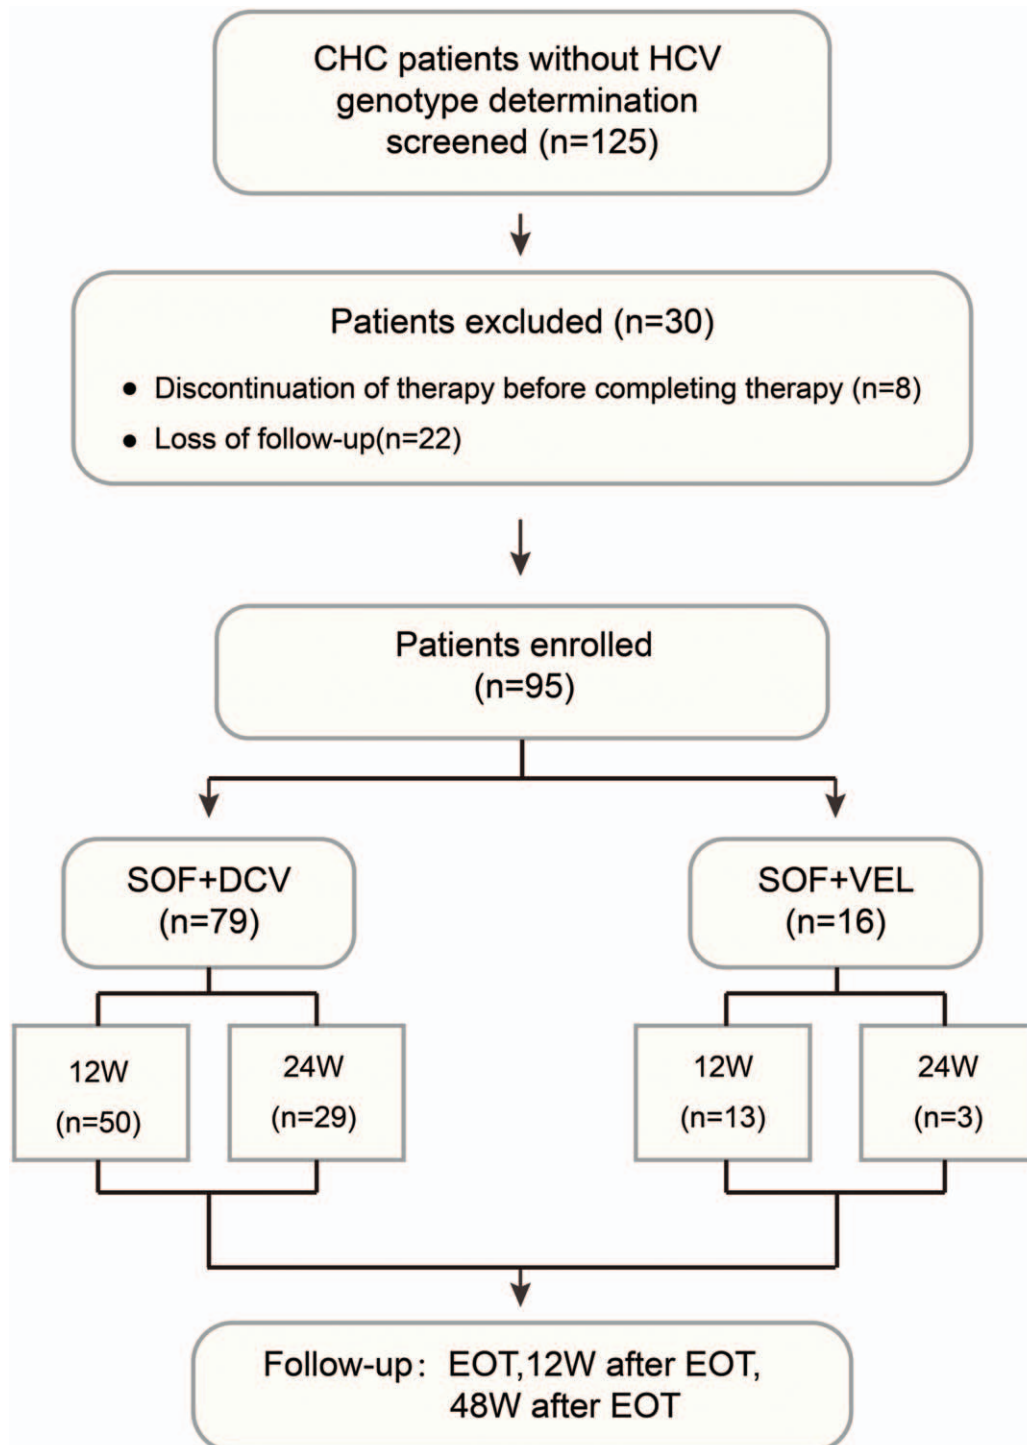 CHC patients without HCV
genotype determination
screened (n=125)
Patients excluded (n=30)
● Discontinuation of therapy before completing therapy (n=8)
● Loss of follow-up(n=22)
Patients enrolled
(n=95)
SOF+DCV
(n=79)
SOF+VEL
(n=16)
12W
(n=50)
24W
(n=29)
12W
(n=13)
24W
(n=3)
Follow-up: EOT,12W after EOT,
48W after EOT